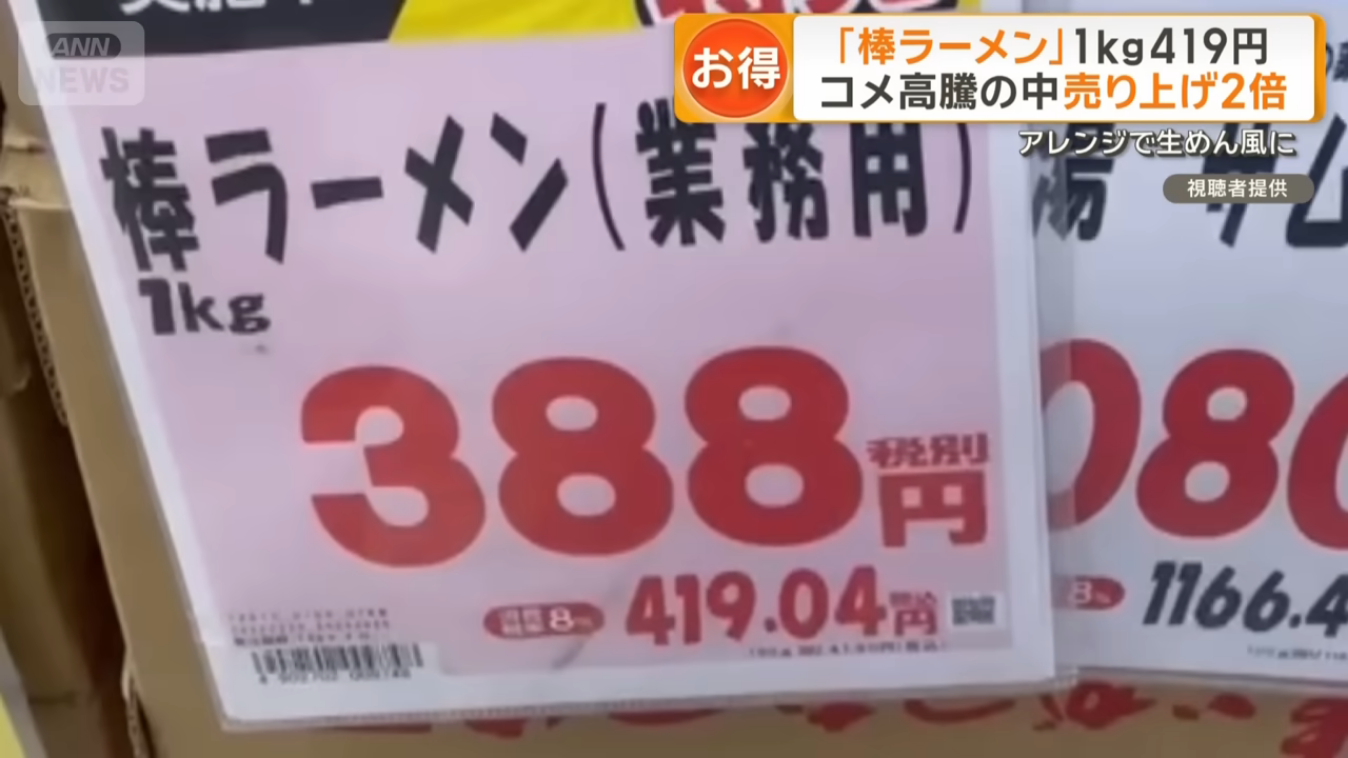 ANN
NEWS
お得
「棒ラーメン」1kg419円
コメ高騰の中売り上げ2倍
アレンジで生めん風に
視聴者提供
棒ラーメン(業務用)
1kg
388
税別
円
8%
419.04円
080
8%
1166.4